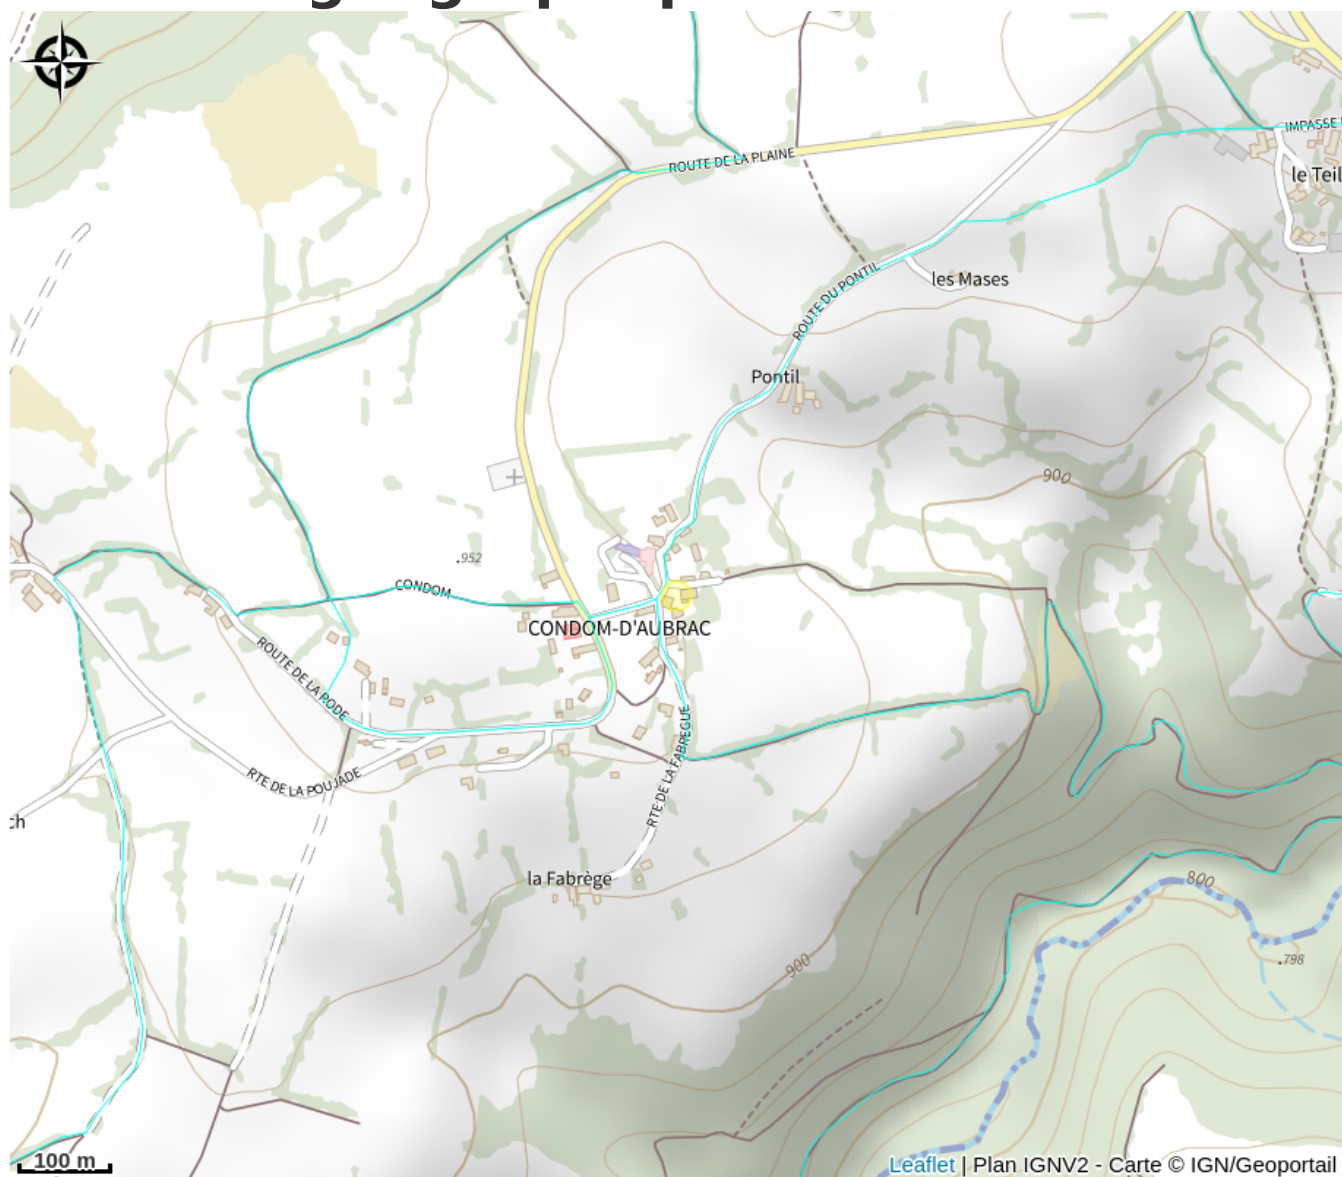 ROUTE DE LA PLAINE
IMPASSE
le Teil
les Mases
ROUTE DU PONTIL
Pontil
900
.952
CONDOM
CONDOM-D'AUBRAC
ROUTE DE LA RODE
RTE DE LA FABREGUE
RTE DE LA POUJADE
ch
la Fabrège
800
900
.798
100 m
Leaflet | Plan IGNV2 - Carte © IGN/Geoportail